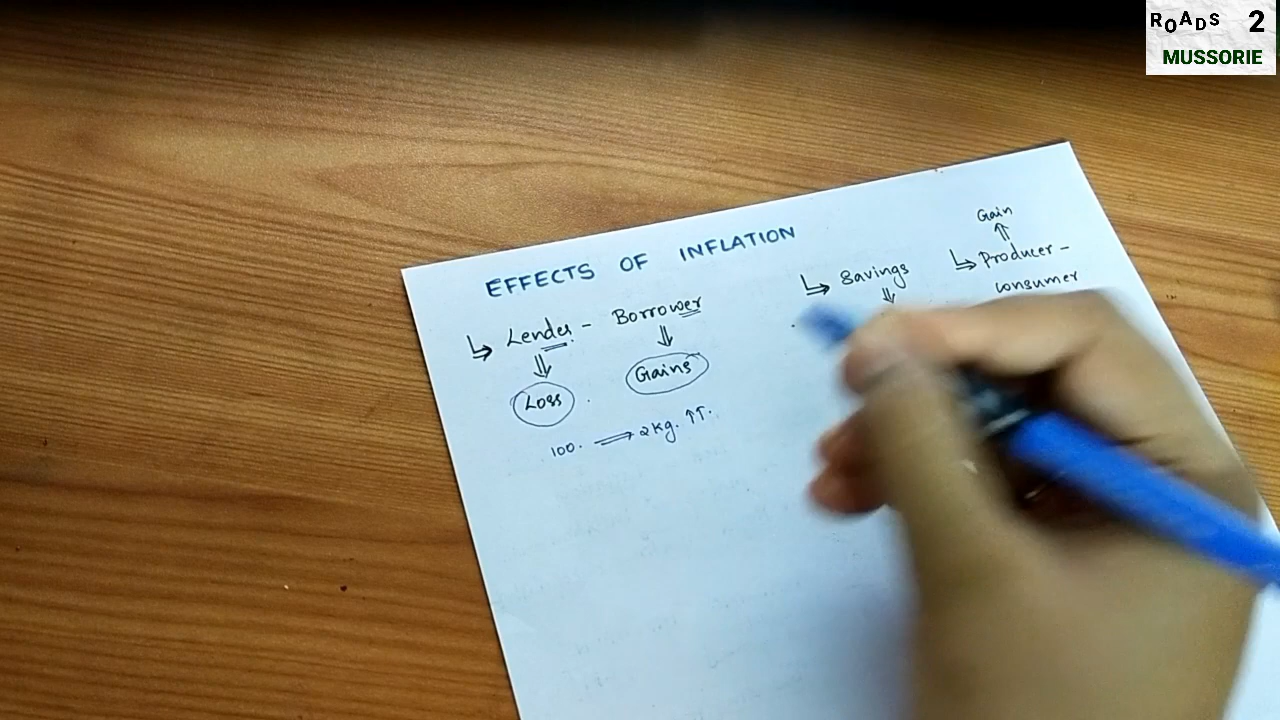 ROADS 2
MUSSORIE
EFFECTS OF INFLATION
↳ Lender - Borrower
⇓ ⇓
Loss Gains
100. ⟹ 2kg. ↑↑.
↳ Savings
⇓
Gain
⇑
↳ Producer -
consumer